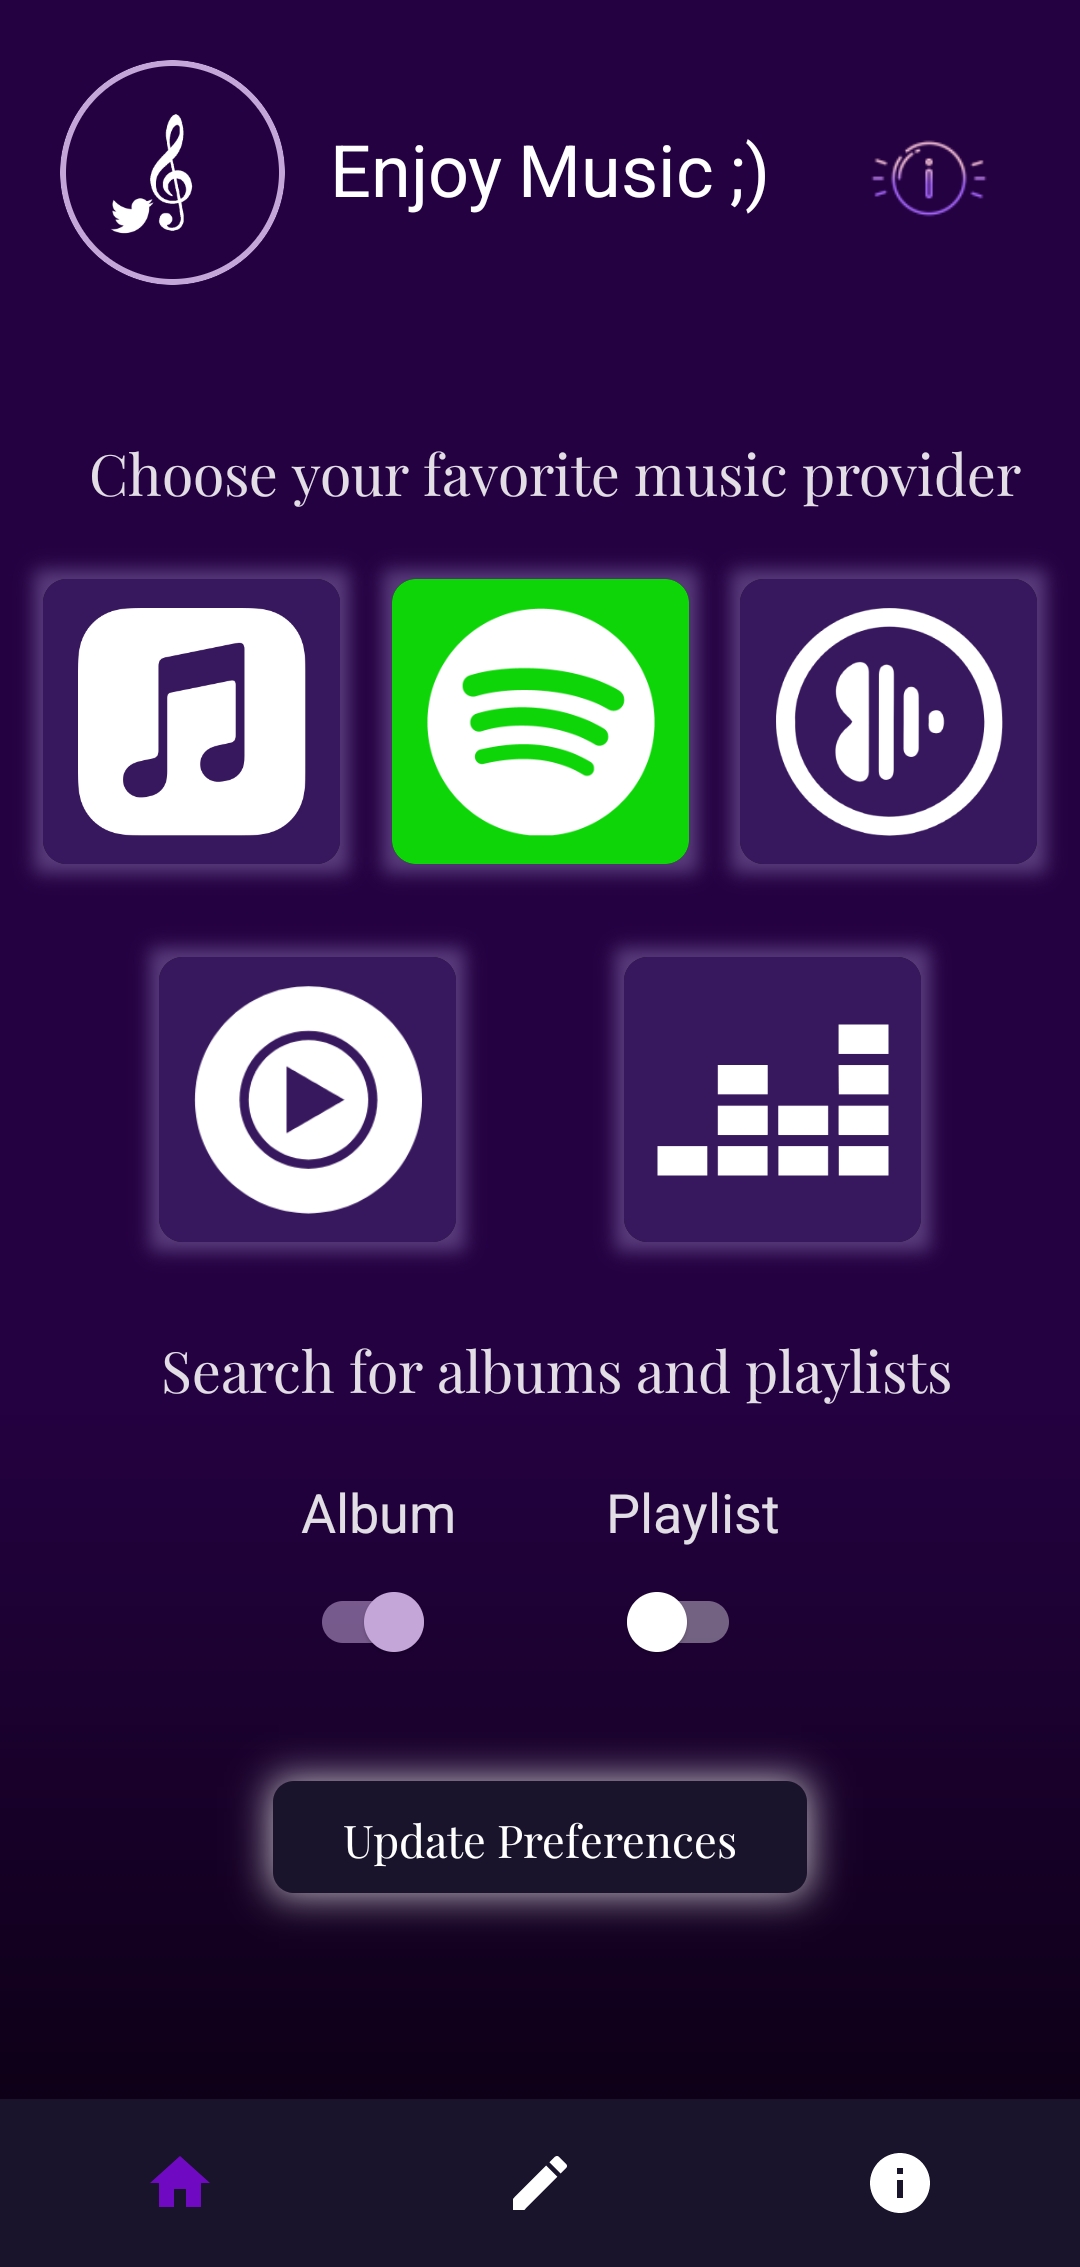 Enjoy Music ;)
Choose your favorite music provider
Search for albums and playlists
Album
Playlist
Update Preferences